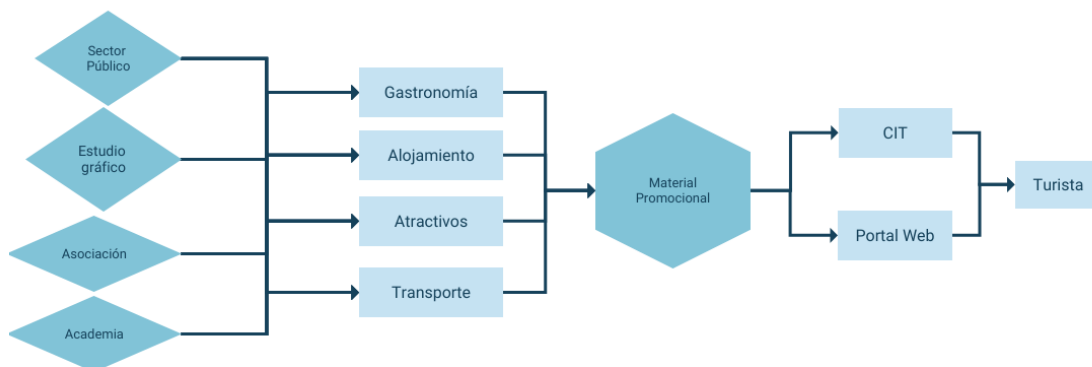 Sector
Público
Estudio
gráfico
Asociación
Academia
Gastronomía
Alojamiento
Atractivos
Transporte
Material
Promocional
CIT
Portal Web
Turista